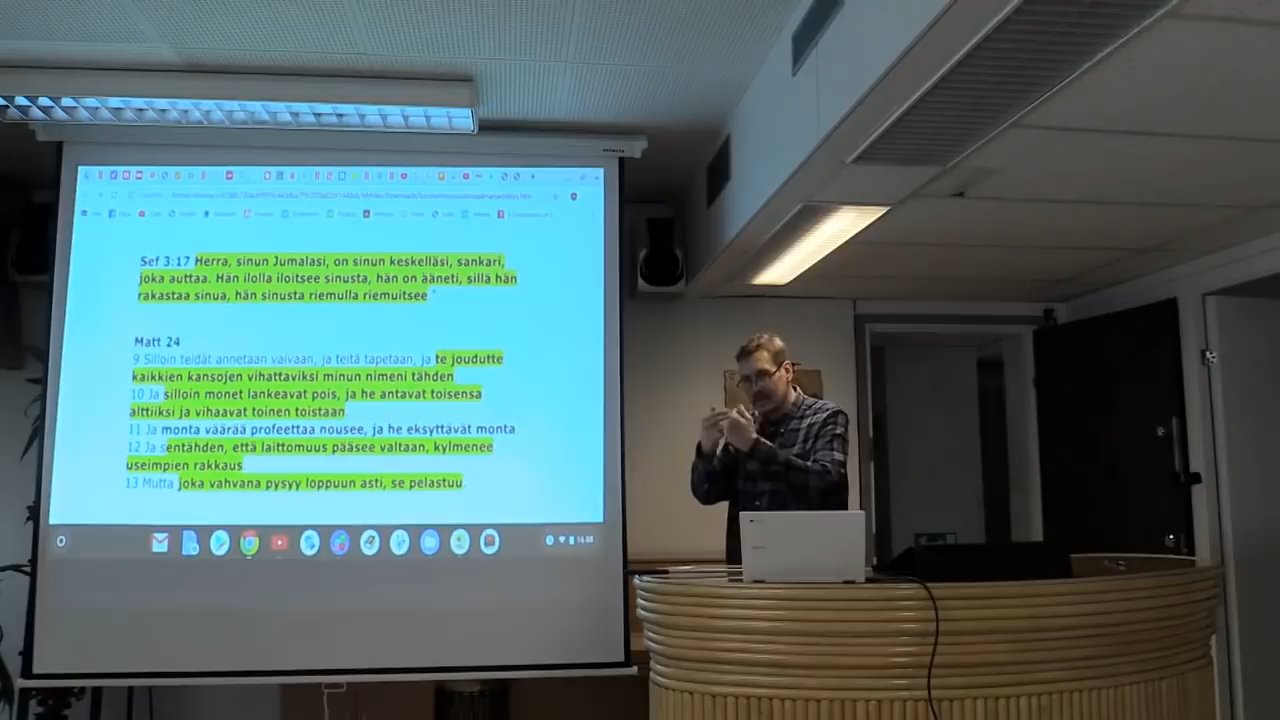 Sef 3:17 Herra, sinun Jumalasi, on sinun keskelläsi, sankari,
joka auttaa. Hän ilolla iloitsee sinusta, hän on ääneti, sillä hän
rakastaa sinua, hän sinusta riemulla riemuitsee."
Matt 24:
9 Silloin teidät annetaan vaivaan, ja teitä tapetaan, ja te joudutte
kaikkien kansojen vihattaviksi minun nimeni tähden.
10 Ja silloin monet lankeavat pois, ja he antavat toisensa
alttiiksi ja vihaavat toinen toistaan.
11 Ja monta väärää profeettaa nousee, ja he eksyttävät monta.
12 Ja sentähden, että laittomuus pääsee valtaan, kylmenee
useimpien rakkaus.
13 Mutta joka vahvana pysyy loppuun asti, se pelastuu.
16.08